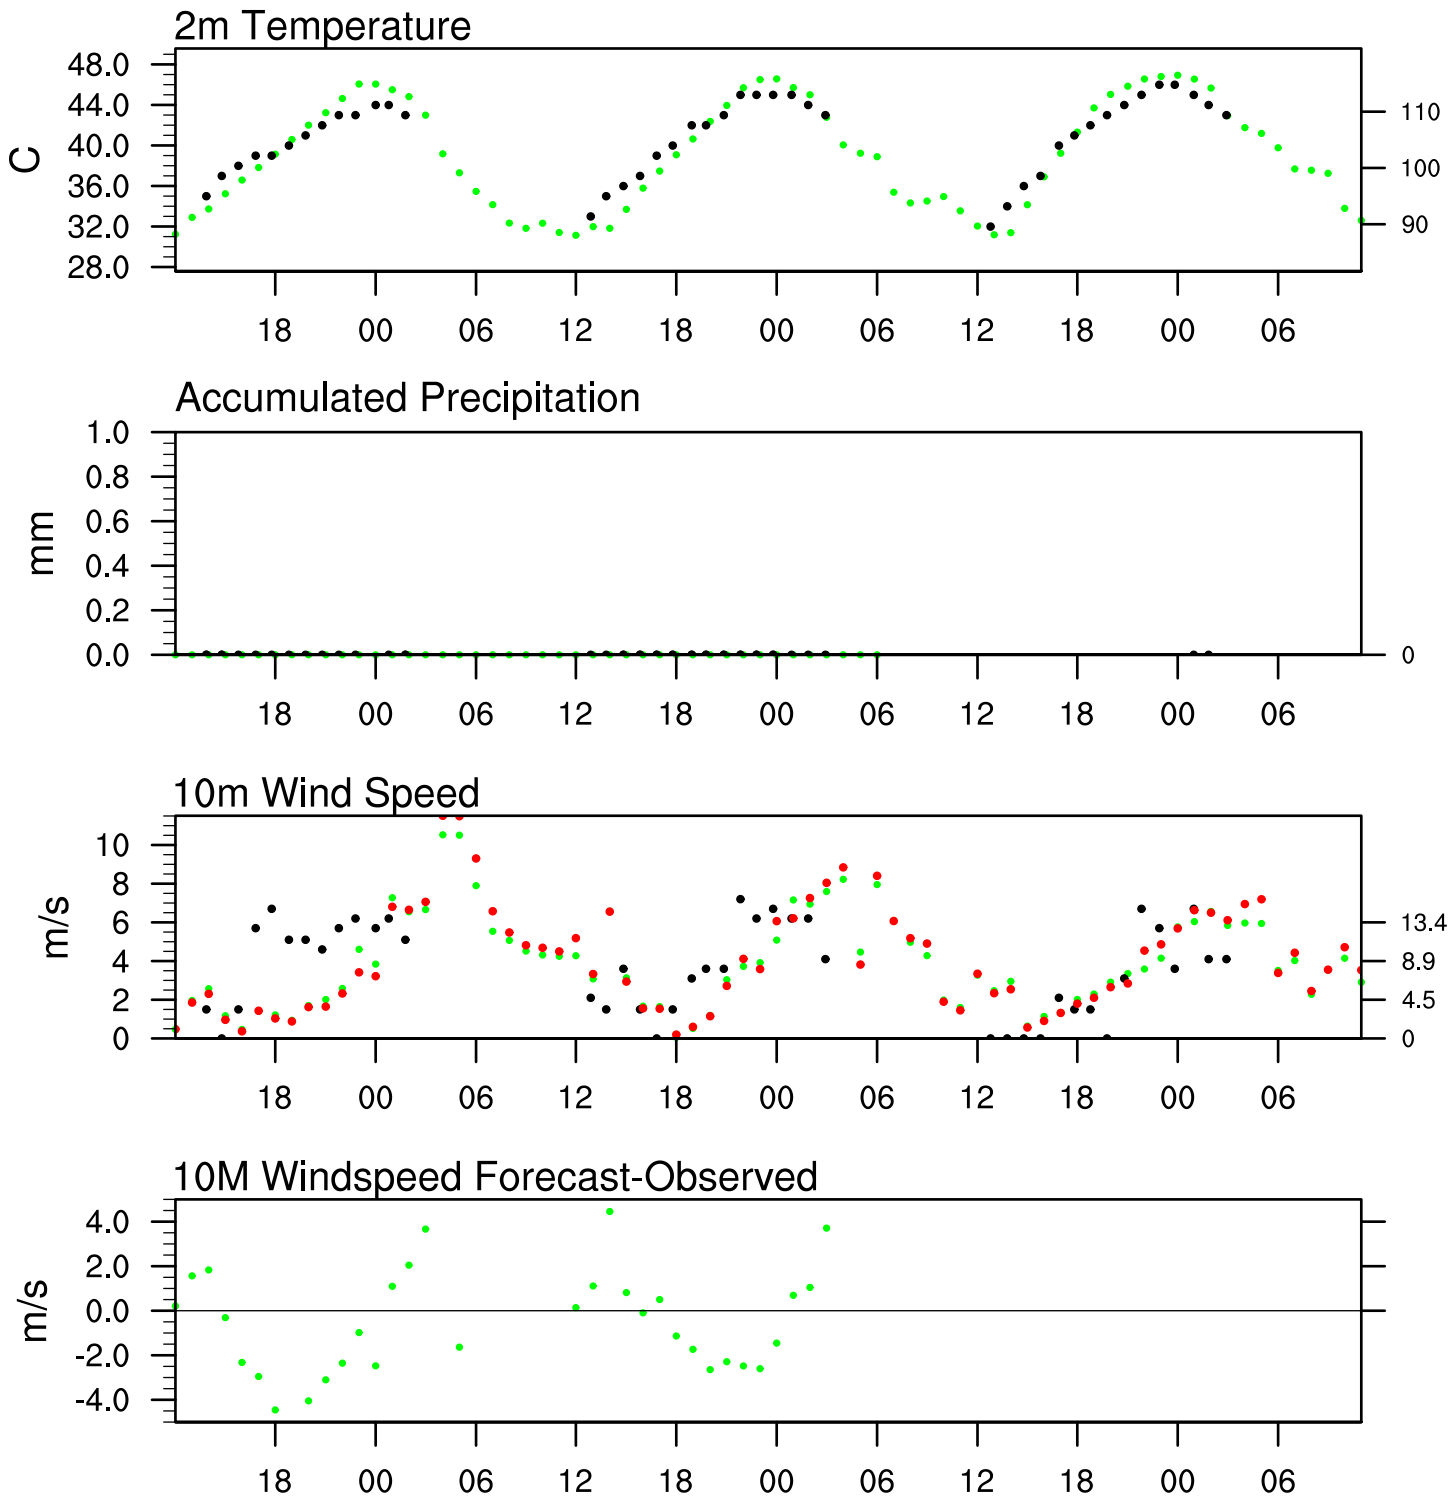 2m Temperature
48.0
44.0
40.0
36.0
32.0
28.0
C
110
100
90
18 00 06 12 18 00 06 12 18 00 06
Accumulated Precipitation
1.0
0.8
0.6
0.4
0.2
0.0
mm
0
18 00 06 12 18 00 06 12 18 00 06
10m Wind Speed
10
8
6
4
2
0
m/s
13.4
8.9
4.5
0
18 00 06 12 18 00 06 12 18 00 06
10M Windspeed Forecast-Observed
4.0
2.0
0.0
-2.0
-4.0
m/s
18 00 06 12 18 00 06 12 18 00 06